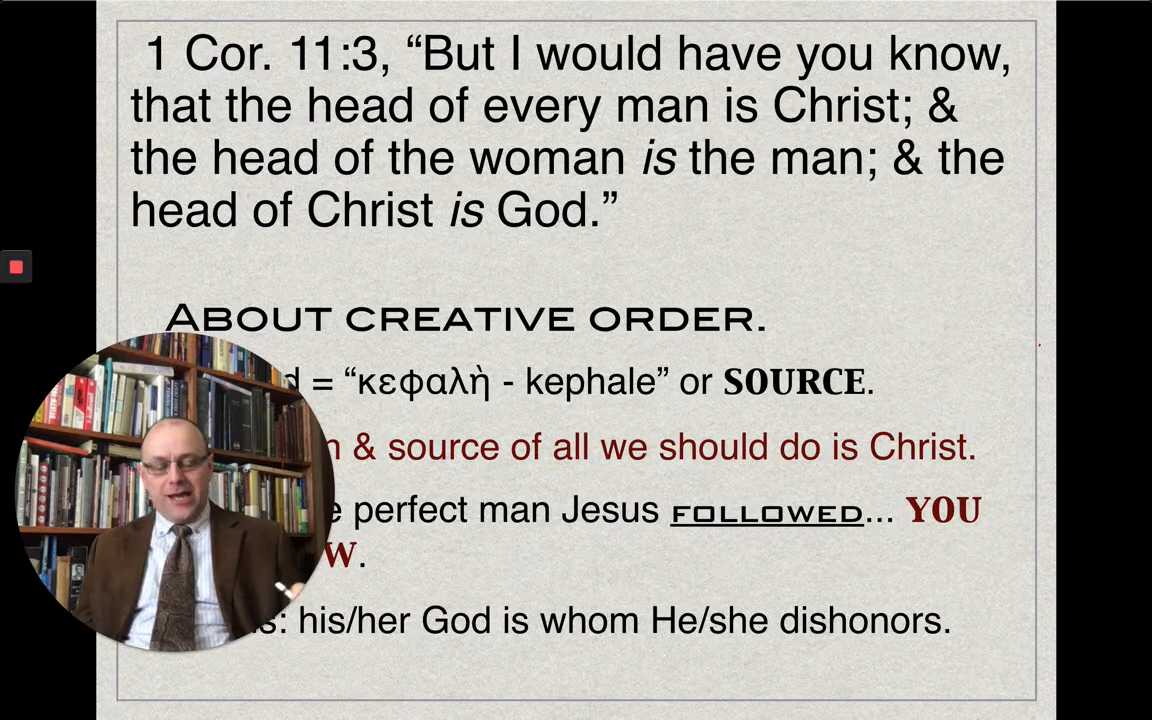 1 Cor. 11:3, “But I would have you know,
that the head of every man is Christ; &
the head of the woman is the man; & the
head of Christ is God.”
ABOUT CREATIVE ORDER.
= “κεφαλὴ - kephale” or SOURCE.
& source of all we should do is Christ.
perfect man Jesus FOLLOWED... YOU
W.
his/her God is whom He/she dishonors.